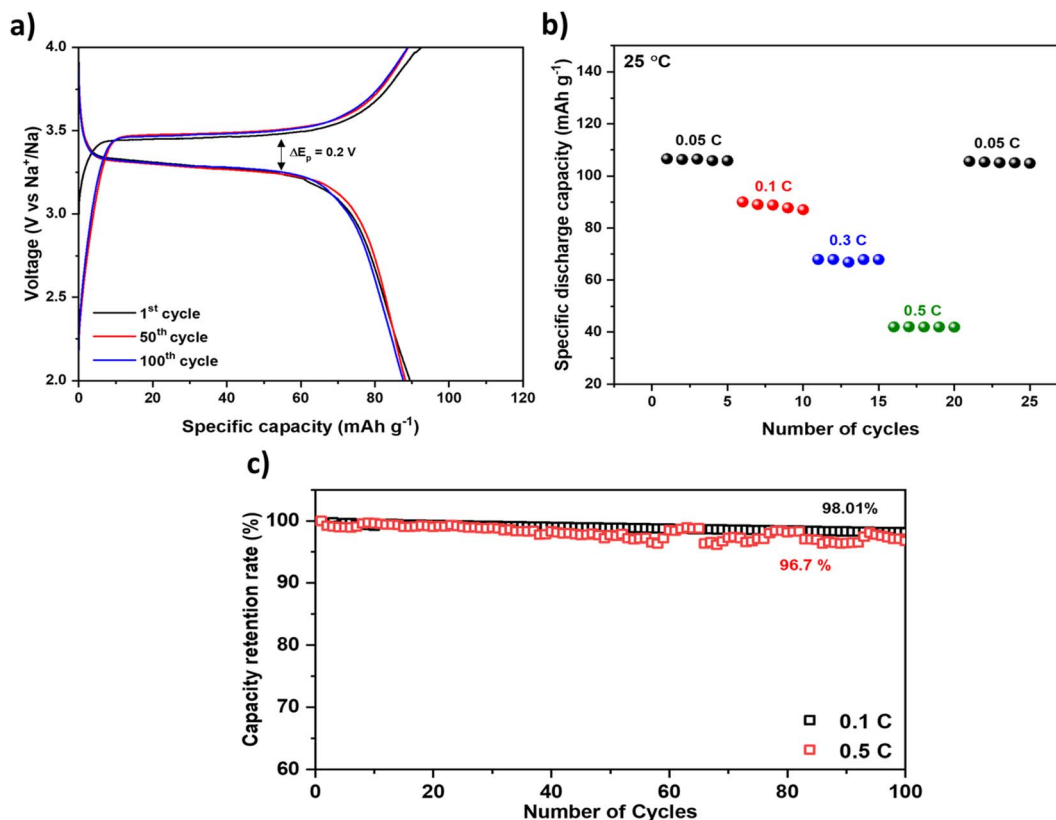 a)
4.0
3.5
3.0
2.5
2.0
Voltage (V vs Na⁺/Na)
ΔEₚ = 0.2 V
1ˢᵗ cycle
50ᵗʰ cycle
100ᵗʰ cycle
0 20 40 60 80 100 120
Specific capacity (mAh g⁻¹)
b)
25 °C
140
120
100
80
60
40
20
Specific discharge capacity (mAh g⁻¹)
0.05 C
0.1 C
0.3 C
0.5 C
0.05 C
0 5 10 15 20 25
Number of cycles
c)
100
90
80
70
60
Capacity retention rate (%)
98.01%
96.7 %
0.1 C
0.5 C
0 20 40 60 80 100
Number of Cycles